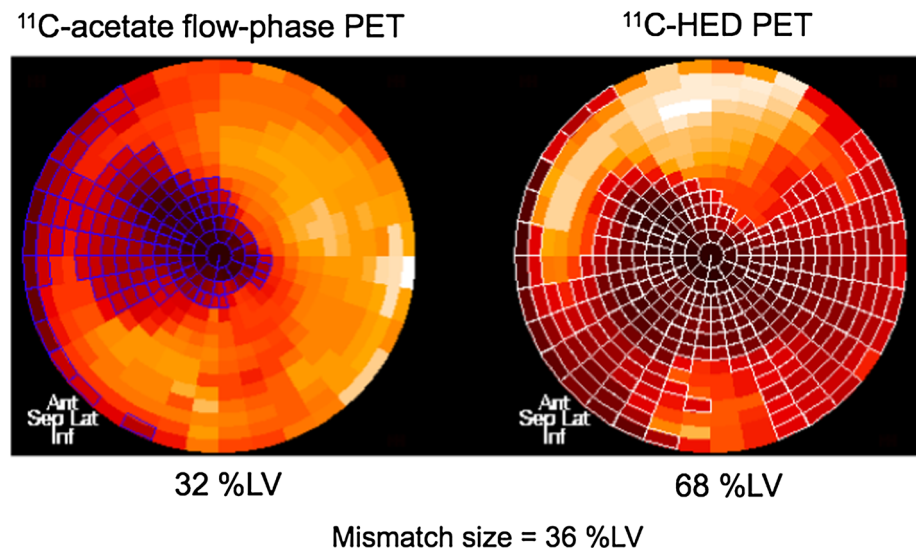 ¹¹C-acetate flow-phase PET
¹¹C-HED PET
Ant
Sep Lat
Inf
Ant
Sep Lat
Inf
32 %LV
68 %LV
Mismatch size = 36 %LV